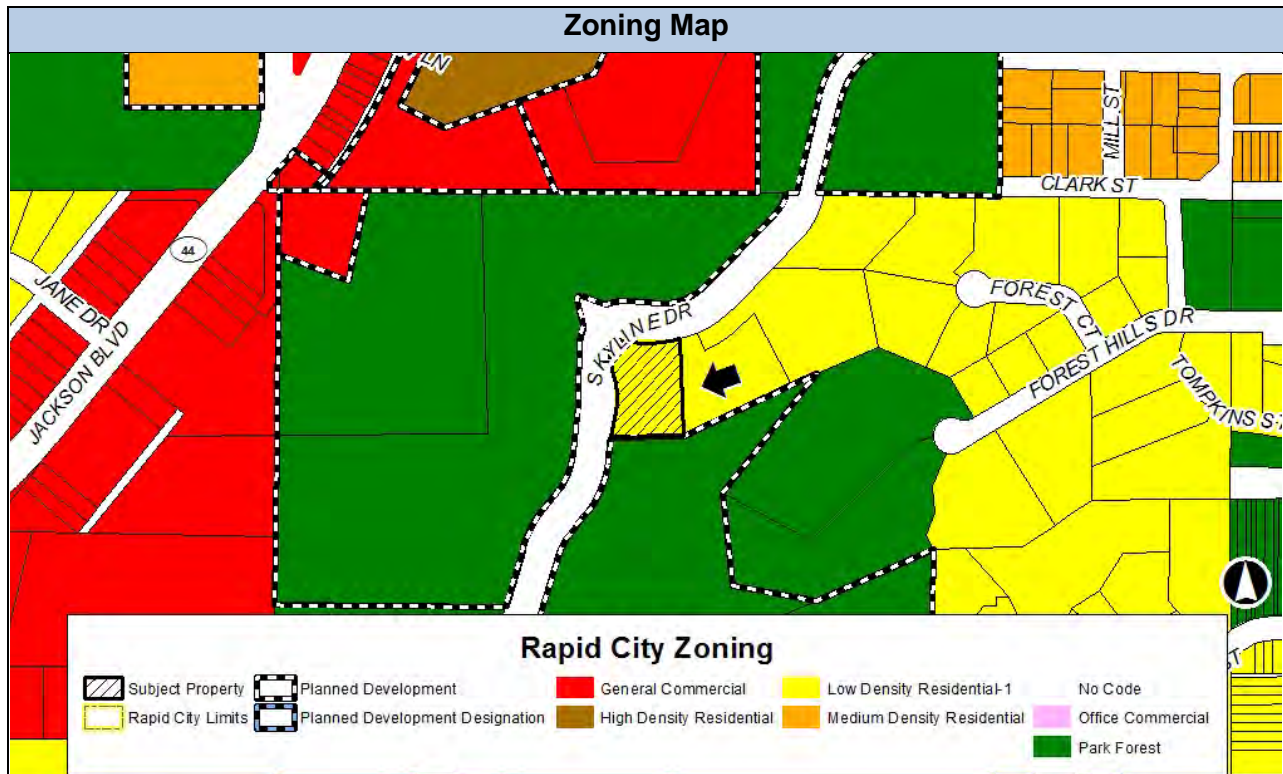 Zoning Map
LN
MILL ST
CLARK ST
44
JANE DR
JACKSON BLVD
S KYLINE DR
FOREST CT
FOREST HILLS DR
TOMPKINS ST
ST
Rapid City Zoning
Subject Property
Planned Development
General Commercial
Low Density Residential-1
No Code
Rapid City Limits
Planned Development Designation
High Density Residential
Medium Density Residential
Office Commercial
Park Forest